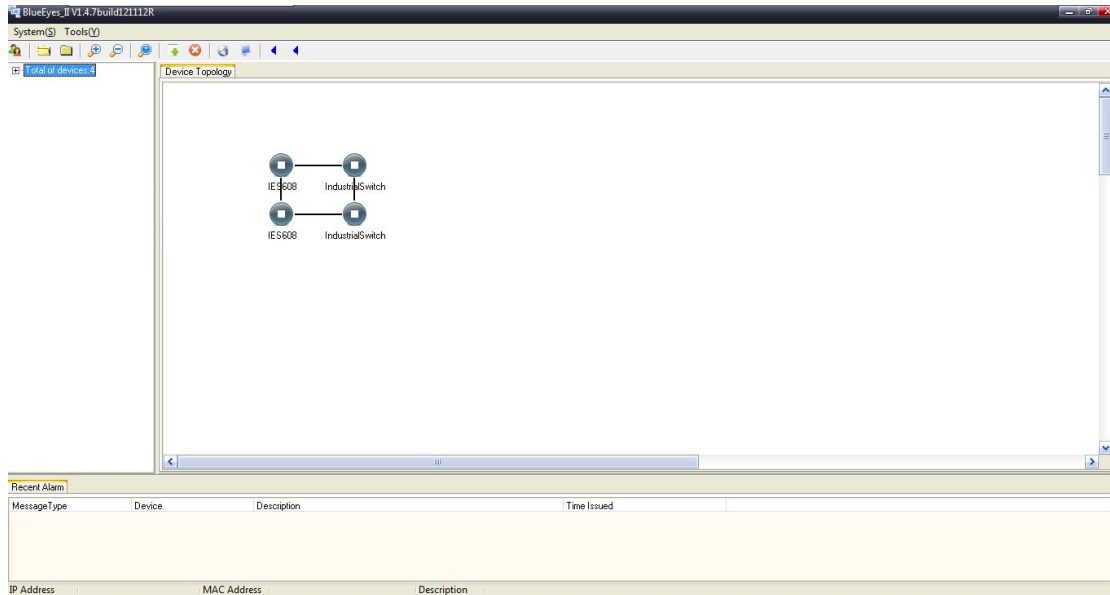 BlueEyes_II V1.4.7build121112R
System(S) Tools(Y)
Total of devices:4
Device Topology
IES608 IndustrialSwitch
IES608 IndustrialSwitch
Recent Alarm
MessageType Device Description Time Issued
IP Address MAC Address Description